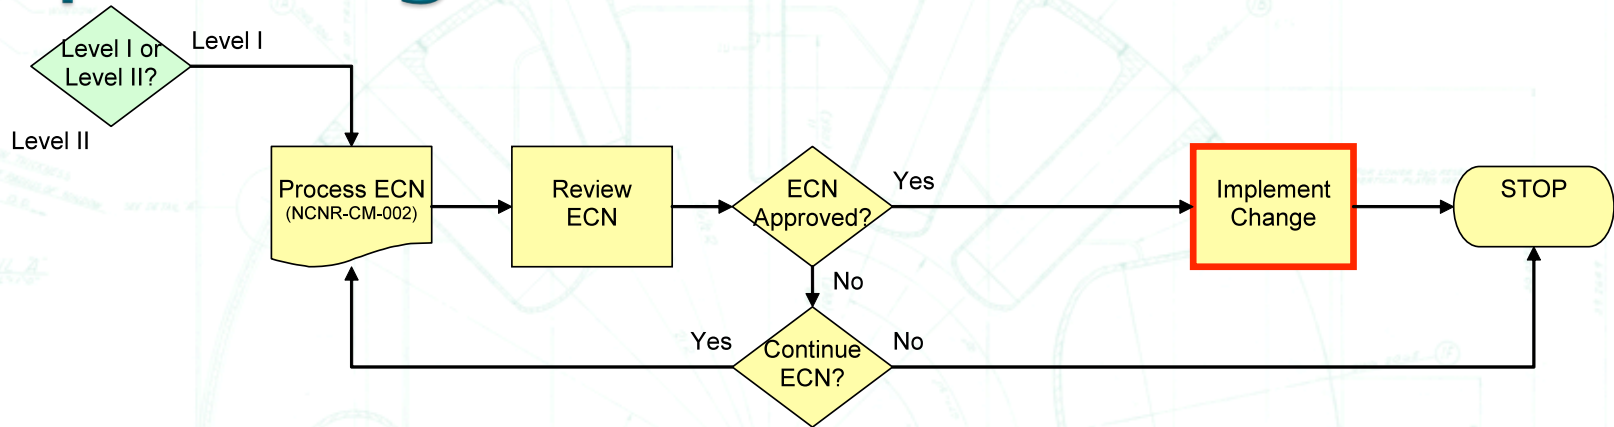 Level I or
Level II?
Level I
Level II
Process ECN
(NCNR-CM-002)
Review
ECN
ECN
Approved?
Yes
No
Implement
Change
STOP
Continue
ECN?
Yes
No